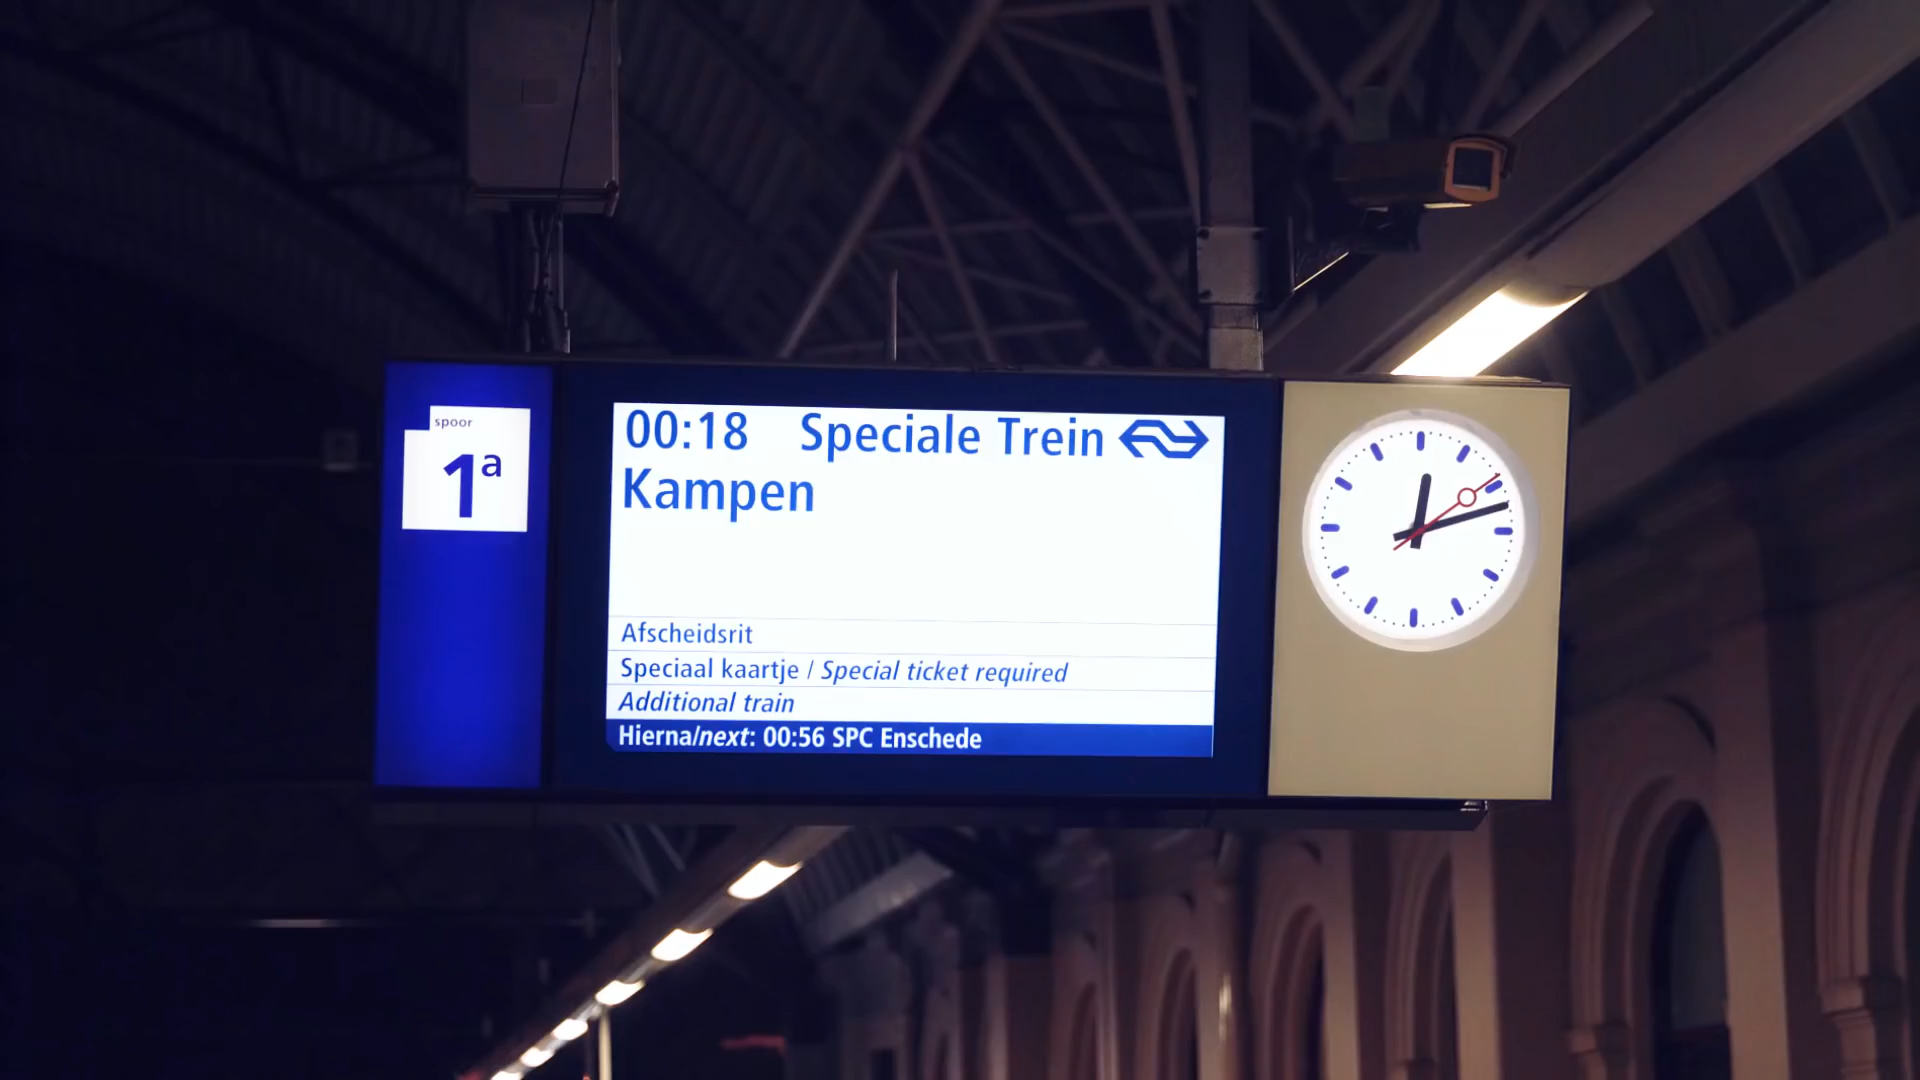 spoor
1a
00:18 Speciale Trein
Kampen
Afscheidsrit
Speciaal kaartje / Special ticket required
Additional train
Hierna/next: 00:56 SPC Enschede